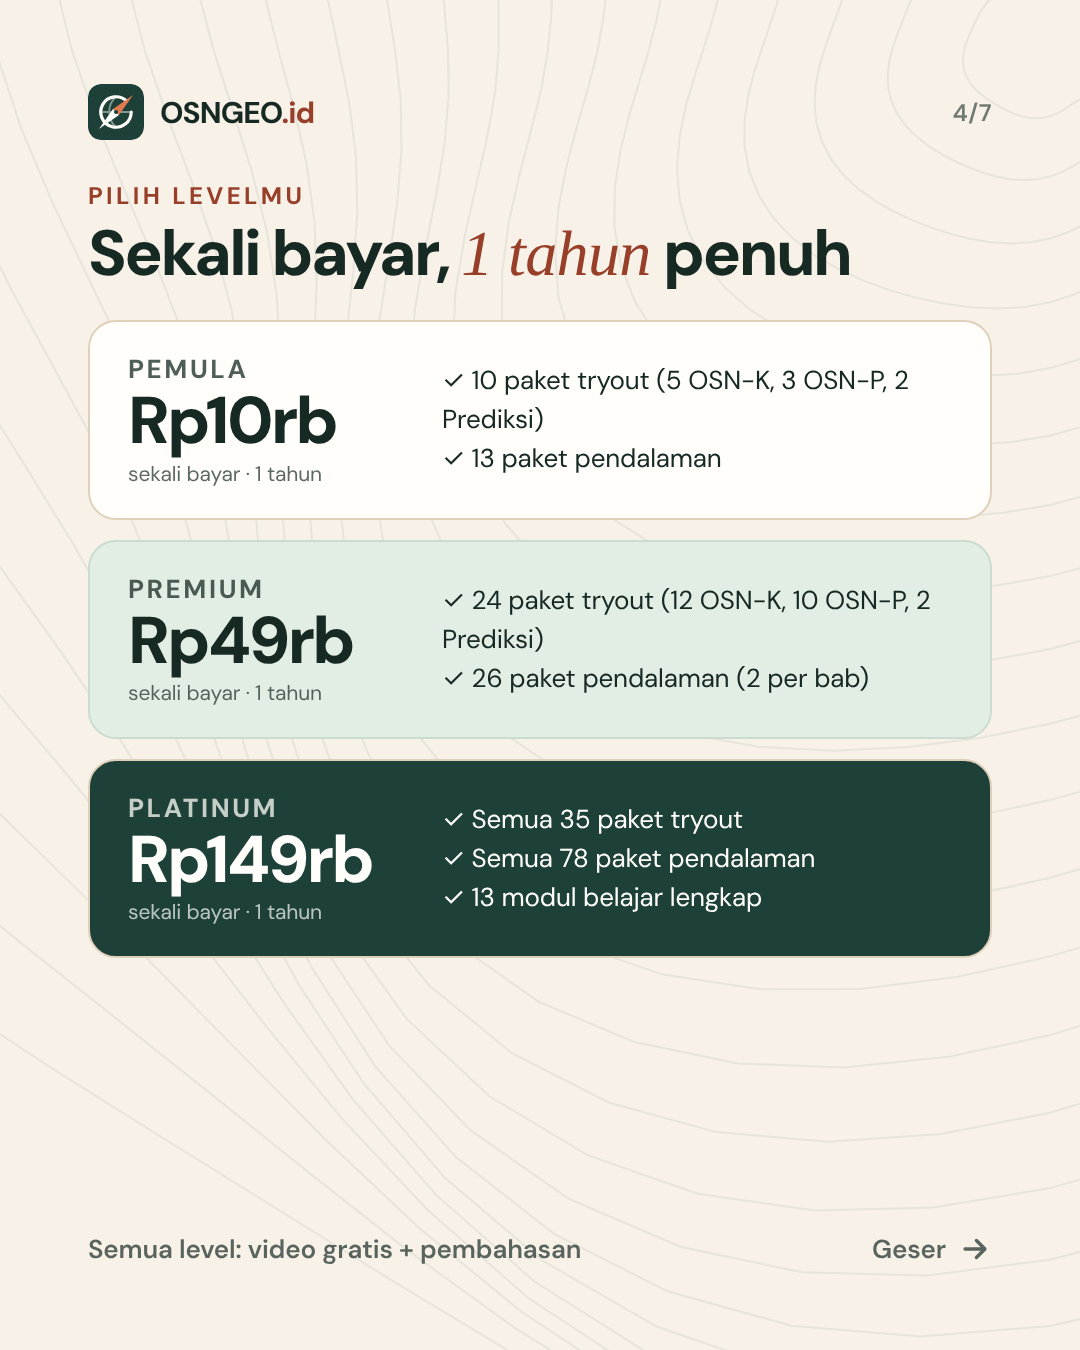 OSNGEO.id
4/7
PILIH LEVELMU
Sekali bayar, 1 tahun penuh
PEMULA
Rp10rb
sekali bayar · 1 tahun
✓ 10 paket tryout (5 OSN-K, 3 OSN-P, 2
Prediksi)
✓ 13 paket pendalaman
PREMIUM
Rp49rb
sekali bayar · 1 tahun
✓ 24 paket tryout (12 OSN-K, 10 OSN-P, 2
Prediksi)
✓ 26 paket pendalaman (2 per bab)
PLATINUM
Rp149rb
sekali bayar · 1 tahun
✓ Semua 35 paket tryout
✓ Semua 78 paket pendalaman
✓ 13 modul belajar lengkap
Semua level: video gratis + pembahasan
Geser →